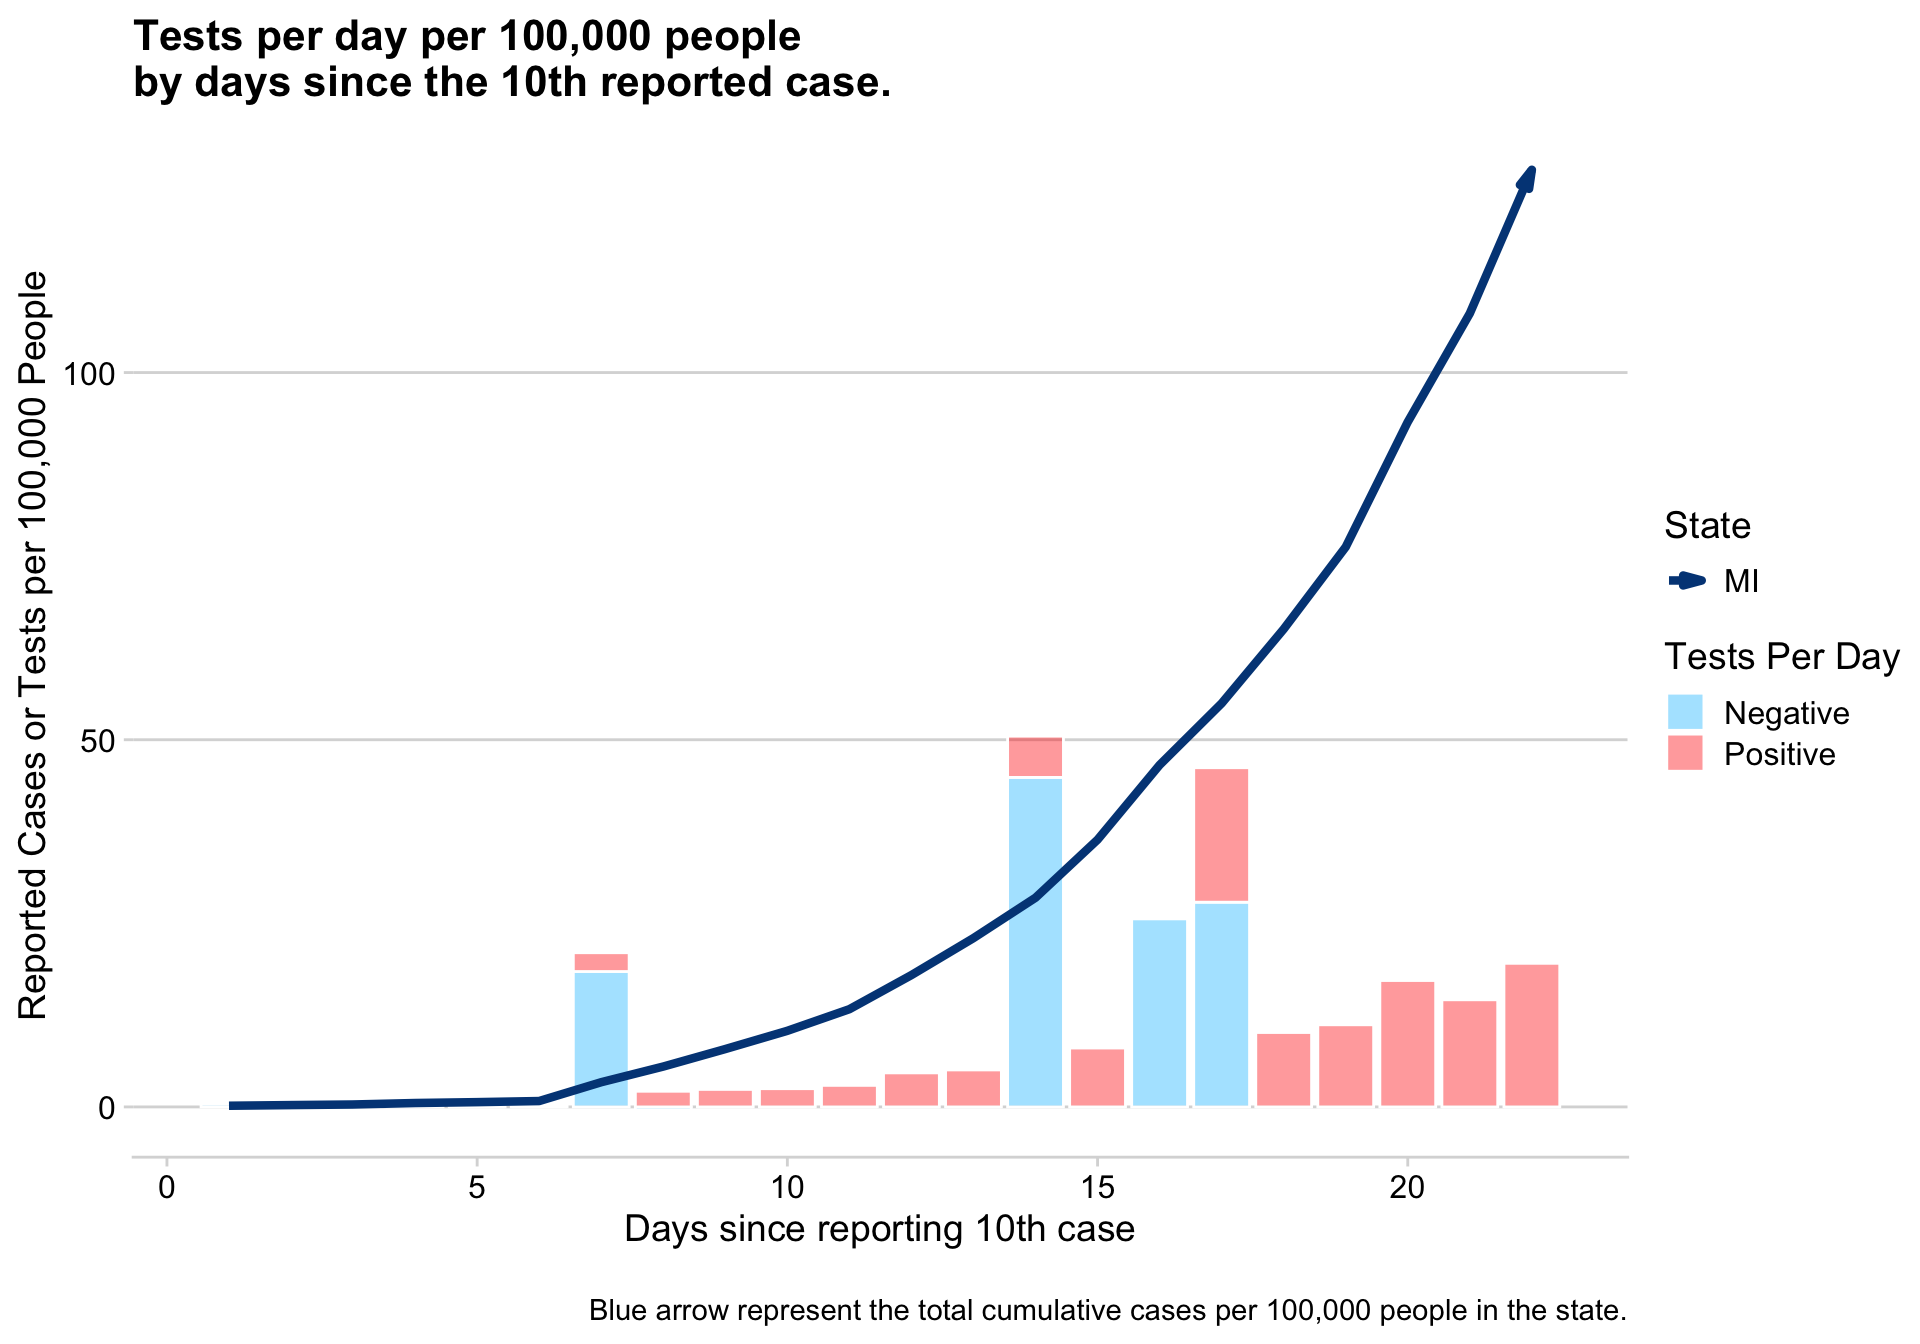 Tests per day per 100,000 people
by days since the 10th reported case.
Reported Cases or Tests per 100,000 People
100
50
0
0
5
10
15
20
Days since reporting 10th case
State
MI
Tests Per Day
Negative
Positive
Blue arrow represent the total cumulative cases per 100,000 people in the state.